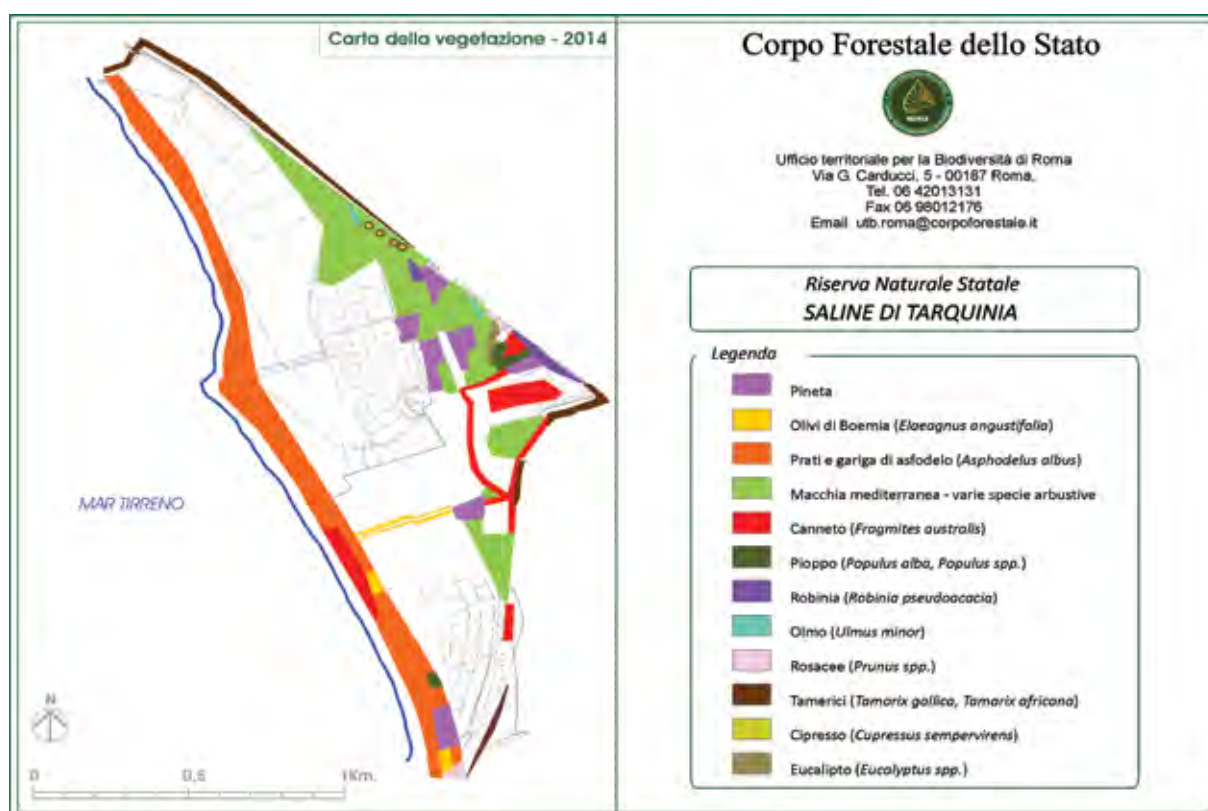 Carta della vegetazione - 2014
MAR TIRRENO
N
0
0,5
1Km.
Corpo Forestale dello Stato
Ufficio territoriale per la Biodiversità di Roma
Via G. Carducci, 5 - 00187 Roma,
Tel. 06 42013131
Fax 06 98012176
Email utb.roma@corpoforestale.it
Riserva Naturale Statale
SALINE DI TARQUINIA
Legenda
Pineta
Olivi di Boemia (Elaeagnus angustifolia)
Prati e gariga di asfodelo (Asphodelus albus)
Macchia mediterranea - varie specie arbustive
Canneto (Fragmites australis)
Pioppo (Populus alba, Populus spp.)
Robinia (Robinia pseudoacacia)
Olmo (Ulmus minor)
Rosacee (Prunus spp.)
Tamerici (Tamarix gallica, Tamarix africana)
Cipresso (Cupressus sempervirens)
Eucalipto (Eucalyptus spp.)